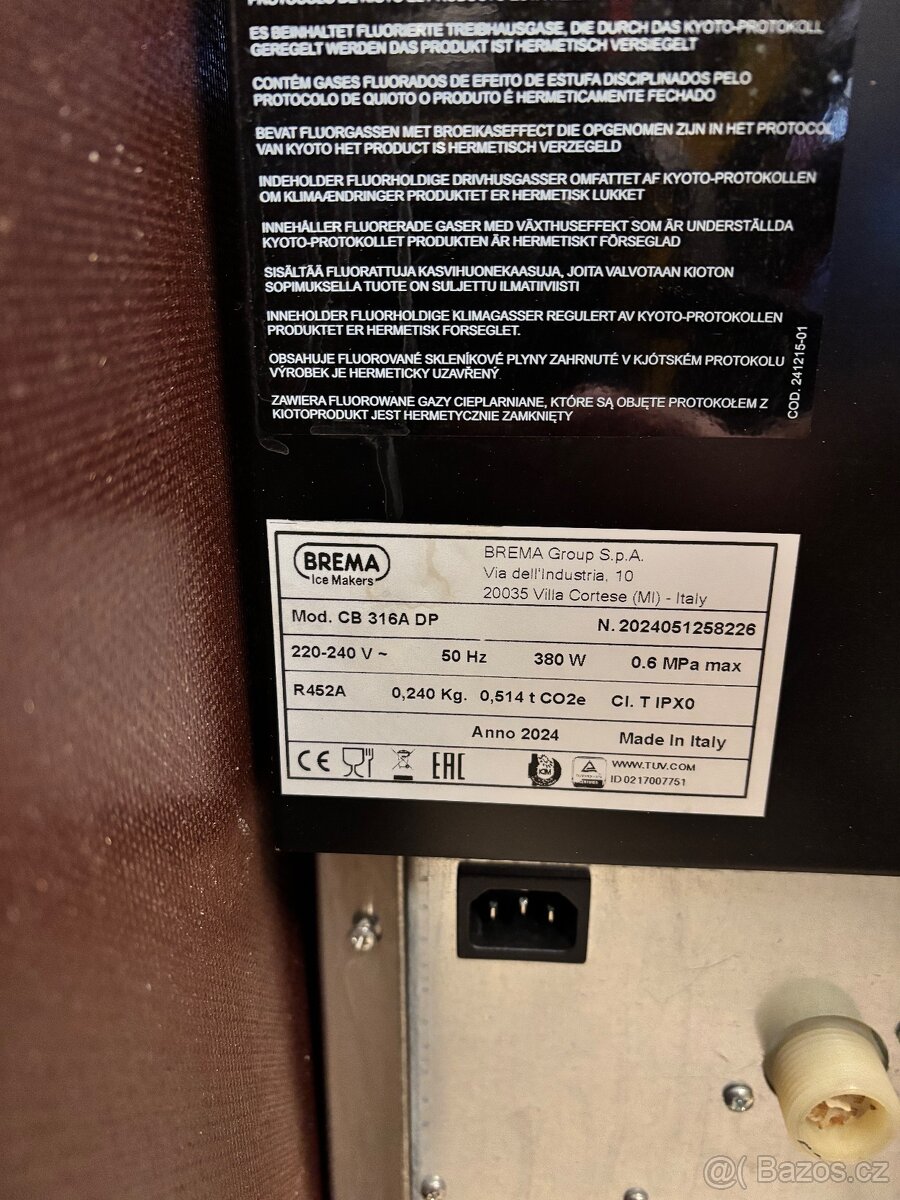 ES BEINHALTET FLUORIERTE TREIBHAUSGASE, DIE DURCH DAS KYOTO-PROTOKOLL
GEREGELT WERDEN DAS PRODUKT IST HERMETISCH VERSIEGELT
CONTÉM GASES FLUORADOS DE EFEITO DE ESTUFA DISCIPLINADOS PELO
PROTOCOLO DE QUIOTO O PRODUTO É HERMETICAMENTE FECHADO
BEVAT FLUORGASSEN MET BROEIKASEFFECT DIE OPGENOMEN ZIJN IN HET PROTOCOL
VAN KYOTO HET PRODUCT IS HERMETISCH VERZEGELD
INDEHOLDER FLUORHOLDIGE DRIVHUSGASSER OMFATTET AF KYOTO-PROTOKOLLEN
OM KLIMAÆNDRINGER PRODUKTET ER HERMETISK LUKKET
INNEHÅLLER FLUORERADE GASER MED VÄXTHUSEFFEKT SOM ÄR UNDERSTÄLLDA
KYOTO-PROTOKOLLET PRODUKTEN ÄR HERMETISKT FÖRSEGLAD
SISÄLTÄÄ FLUORATTUJA KASVIHUONEKAASUJA, JOITA VALVOTAAN KIOTON
SOPIMUKSELLA TUOTE ON SULJETTU ILMATIIVIISTI
INNEHOLDER FLUORHOLDIGE KLIMAGASSER REGULERT AV KYOTO-PROTOKOLLEN
PRODUKTET ER HERMETISK FORSEGLET.
OBSAHUJE FLUOROVANÉ SKLENÍKOVÉ PLYNY ZAHRNUTÉ V KJÓTSKÉM PROTOKOLU
VÝROBEK JE HERMETICKY UZAVŘENÝ
ZAWIERA FLUOROWANE GAZY CIEPLARNIANE, KTÓRE SĄ OBJĘTE PROTOKOŁEM Z
KIOTOPRODUKT JEST HERMETYCZNIE ZAMKNIĘTY
COD. 241215-01
BREMA
Ice Makers
BREMA Group S.p.A.
Via dell'Industria, 10
20035 Villa Cortese (MI) - Italy
Mod. CB 316A DP N. 2024051258226
220-240 V ~ 50 Hz 380 W 0.6 MPa max
R452A 0,240 Kg. 0,514 t CO2e Cl. T IPX0
Anno 2024 Made In Italy
CE EAC
WWW.TUV.COM
ID 0217007751
@( Bazos.cz